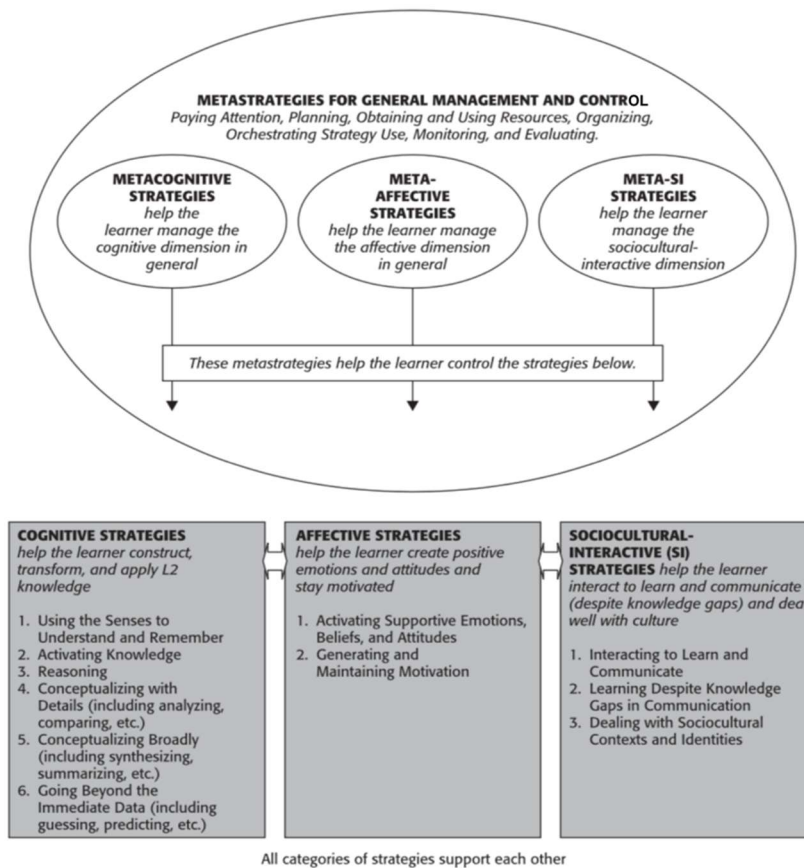 METASTRATEGIES FOR GENERAL MANAGEMENT AND CONTROL
Paying Attention, Planning, Obtaining and Using Resources, Organizing,
Orchestrating Strategy Use, Monitoring, and Evaluating.
METACOGNITIVE
STRATEGIES
help the
learner manage the
cognitive dimension in
general
META-
AFFECTIVE
STRATEGIES
help the learner manage
the affective dimension
in general
META-SI
STRATEGIES
help the learner
manage the
sociocultural-
interactive dimension
These metastrategies help the learner control the strategies below.
COGNITIVE STRATEGIES
help the learner construct,
transform, and apply L2
knowledge
1. Using the Senses to
Understand and Remember
2. Activating Knowledge
3. Reasoning
4. Conceptualizing with
Details (including analyzing,
comparing, etc.)
5. Conceptualizing Broadly
(including synthesizing,
summarizing, etc.)
6. Going Beyond the
Immediate Data (including
guessing, predicting, etc.)
AFFECTIVE STRATEGIES
help the learner create positive
emotions and attitudes and
stay motivated
1. Activating Supportive Emotions,
Beliefs, and Attitudes
2. Generating and
Maintaining Motivation
SOCIOCULTURAL-
INTERACTIVE (SI)
STRATEGIES help the learner
interact to learn and communicate
(despite knowledge gaps) and dea
well with culture
1. Interacting to Learn and
Communicate
2. Learning Despite Knowledge
Gaps in Communication
3. Dealing with Sociocultural
Contexts and Identities
All categories of strategies support each other